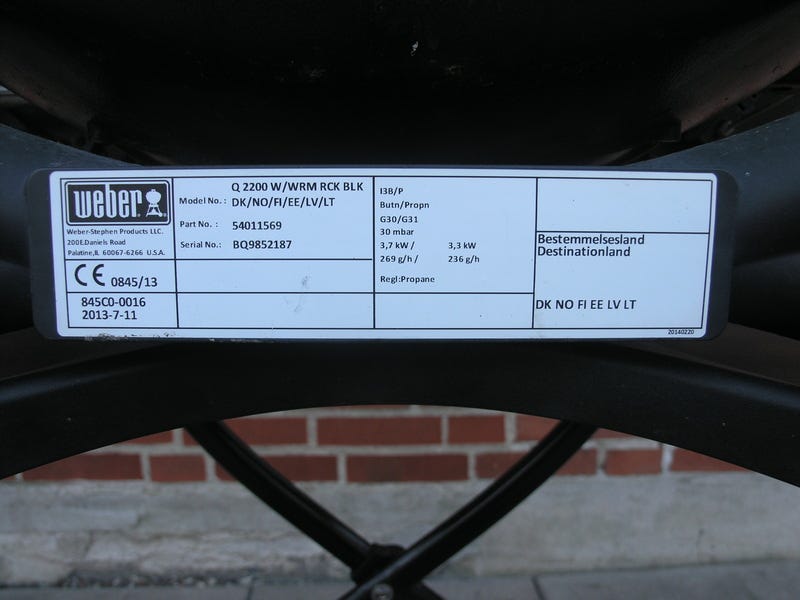 weber
Weber-Stephen Products LLC.
200E.Daniels Road
Palatine,IL 60067-6266 U.S.A.
CE 0845/13
845C0-0016
2013-7-11
Model No.: Q 2200 W/WRM RCK BLK
DK/NO/FI/EE/LV/LT
Part No.: 54011569
Serial No.: BQ9852187
I3B/P
Butn/Propn
G30/G31
30 mbar
3,7 kW / 3,3 kW
269 g/h / 236 g/h
Regl:Propane
Bestemmelsesland
Destinationland
DK NO FI EE LV LT
20140220